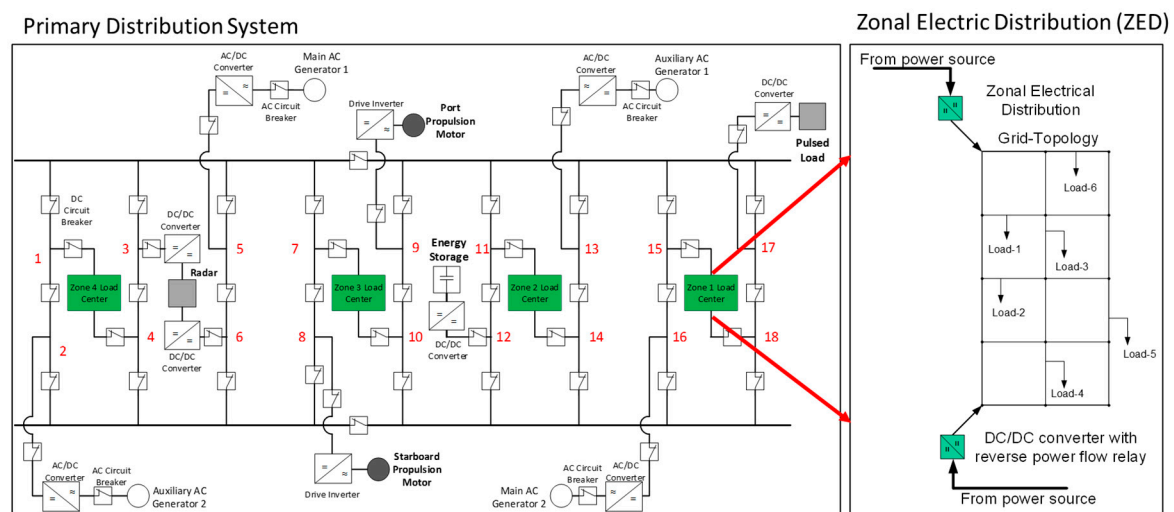 Primary Distribution System
Zonal Electric Distribution (ZED)
AC/DC
Converter
Main AC
Generator 1
AC Circuit
Breaker
Drive Inverter
Port
Propulsion
Motor
AC/DC
Converter
Auxiliary AC
Generator 1
AC Circuit
Breaker
DC/DC
Converter
Pulsed
Load
DC
Circuit
Breaker
DC/DC
Converter
1
3
5
7
9
11
13
15
17
Radar
Energy
Storage
Zone 4 Load
Center
Zone 3 Load
Center
Zone 2 Load
Center
Zone 1 Load
Center
2
4
6
8
10
12
14
16
18
DC/DC
Converter
DC/DC
Converter
AC/DC
Converter
AC Circuit
Breaker
Auxiliary AC
Generator 2
Drive Inverter
Starboard
Propulsion
Motor
Main AC
Generator 2
AC Circuit
Breaker
AC/DC
Converter
From power source
Zonal Electrical
Distribution
Grid-Topology
Load-6
Load-1
Load-3
Load-2
Load-5
Load-4
DC/DC converter with
reverse power flow relay
From power source